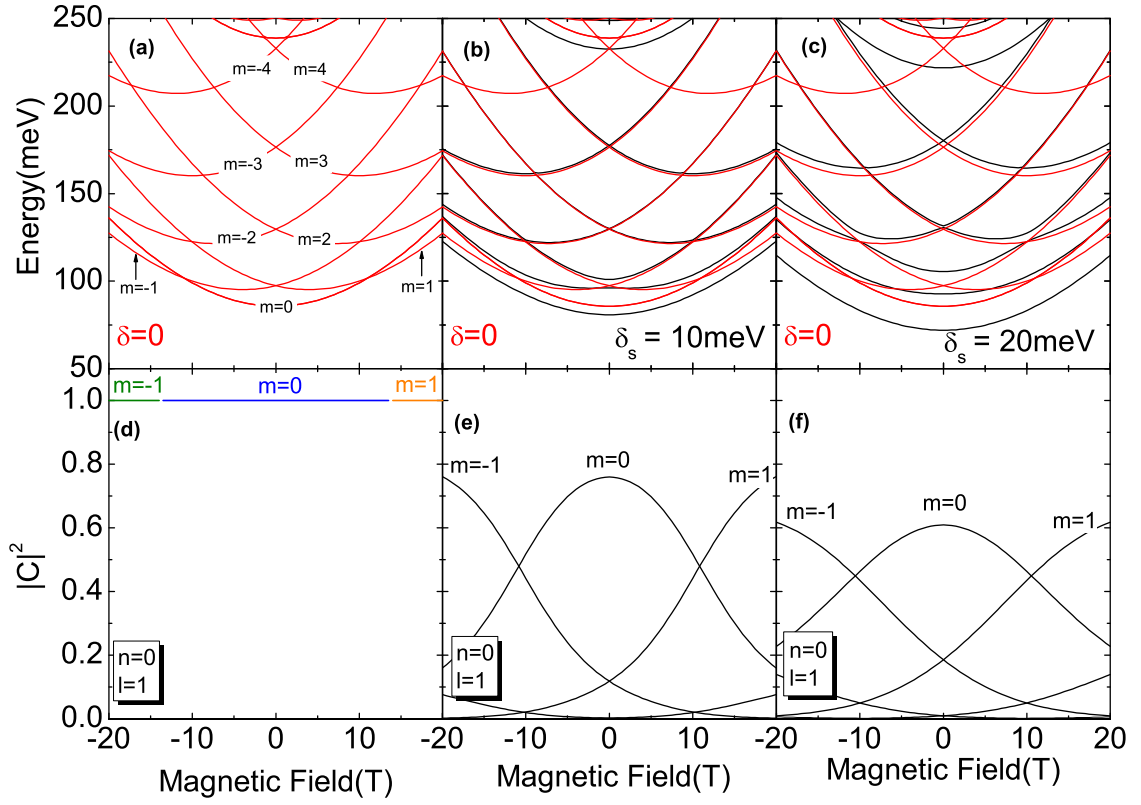 250
200
150
100
50
Energy(meV)
(a)
m=-4
m=4
m=-3
m=3
m=-2
m=2
m=-1
m=0
m=1
δ=0
(b)
δ=0
δs = 10meV
(c)
δ=0
δs = 20meV
1.0
0.8
0.6
0.4
0.2
0.0
|C|²
m=-1
m=0
m=1
(d)
n=0
l=1
(e)
m=-1
m=0
m=1
n=0
l=1
(f)
m=-1
m=0
m=1
n=0
l=1
-20 -10 0 10 -20 -10 0 10 -20 -10 0 10 20
Magnetic Field(T) Magnetic Field(T) Magnetic Field(T)